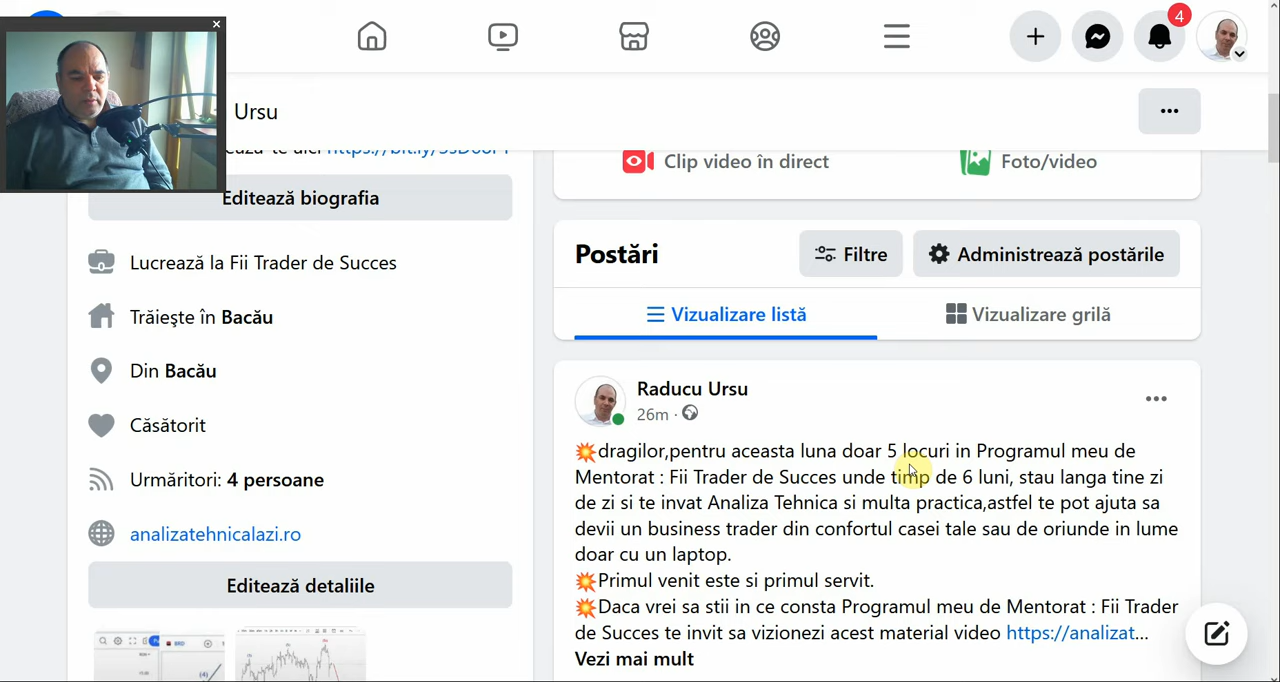 4
Ursu
Editează biografia
Lucrează la Fii Trader de Succes
Trăieşte în Bacău
Din Bacău
Căsătorit
Urmăritori: 4 persoane
analizatehnicalazi.ro
Editează detaliile
Clip video în direct
Foto/video
Postări
Filtre
Administrează postările
Vizualizare listă
Vizualizare grilă
Raducu Ursu
26m ·
💥dragilor,pentru aceasta luna doar 5 locuri in Programul meu de
Mentorat : Fii Trader de Succes unde timp de 6 luni, stau langa tine zi
de zi si te invat Analiza Tehnica si multa practica,astfel te pot ajuta sa
devii un business trader din confortul casei tale sau de oriunde in lume
doar cu un laptop.
💥Primul venit este si primul servit.
💥Daca vrei sa stii in ce consta Programul meu de Mentorat : Fii Trader
de Succes te invit sa vizionezi acest material video https://analizat...
Vezi mai mult